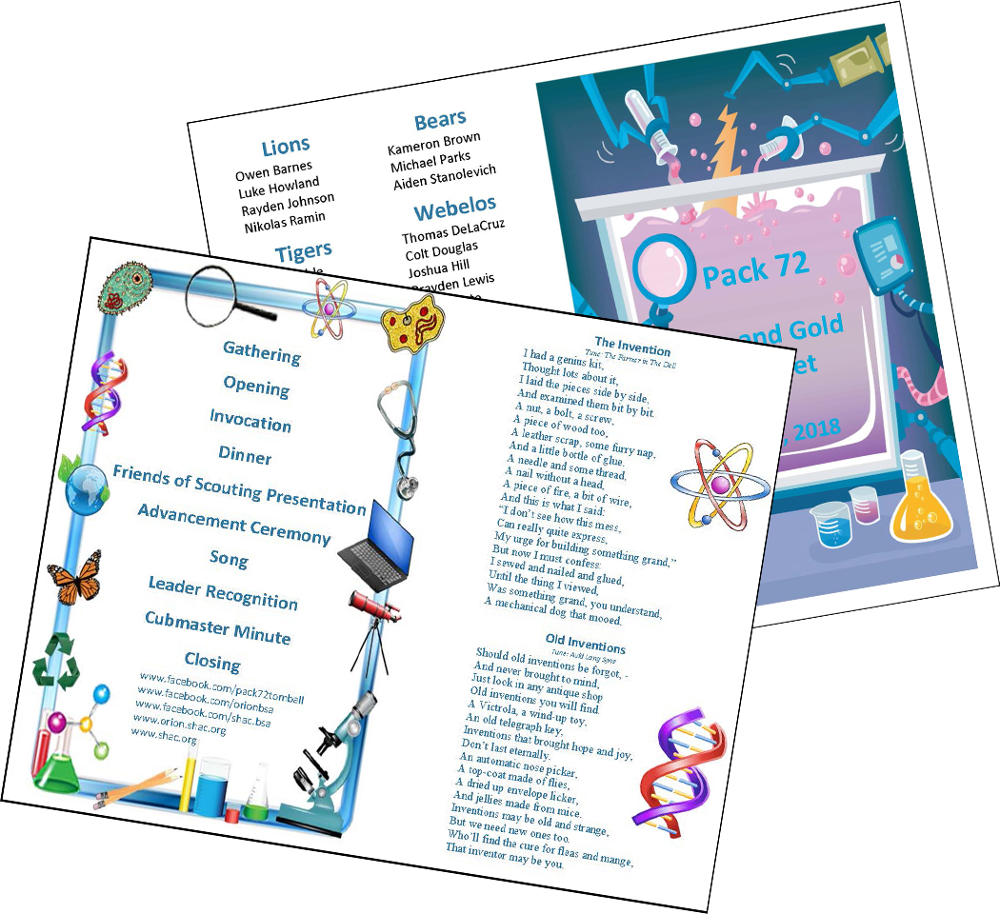 Lions
Owen Barnes
Luke Howland
Rayden Johnson
Nikolas Ramin
Tigers
Bears
Kameron Brown
Michael Parks
Aiden Stanolevich
Webelos
Thomas DeLaCruz
Colt Douglas
Joshua Hill
Brayden Lewis
Pack 72
and Gold
2018
Gathering
Opening
Invocation
Dinner
Friends of Scouting Presentation
Advancement Ceremony
Song
Leader Recognition
Cubmaster Minute
Closing
www.facebook.com/pack72tomball
www.facebook.com/orionbsa
www.facebook.com/shac.bsa
www.orion.shac.org
www.shac.org
The Invention
Tune: The Farmer in The Dell
I had a genius kit,
Thought lots about it,
I laid the pieces side by side,
And examined them bit by bit.
A nut, a bolt, a screw,
A piece of wood too,
A leather scrap, some furry nap,
And a little bottle of glue.
A needle and some thread,
A nail without a head,
A piece of fire, a bit of wire,
And this is what I said:
“I don’t see how this mess,
Can really quite express,
My urge for building something grand,”
But now I must confess:
I sewed and nailed and glued,
Until the thing I viewed,
Was something grand, you understand,
A mechanical dog that mooed.
Old Inventions
Tune: Auld Lang Syne
Should old inventions be forgot, -
And never brought to mind,
Just look in any antique shop
Old inventions you will find.
A Victrola, a wind-up toy.
An old telegraph key,
Inventions that brought hope and joy,
Don’t last eternally.
An automatic nose picker,
A top-coat made of flies,
A dried up envelope licker,
And jellies made from mice.
Inventions may be old and strange,
But we need new ones too.
Who’ll find the cure for fleas and mange,
That inventor may be you.